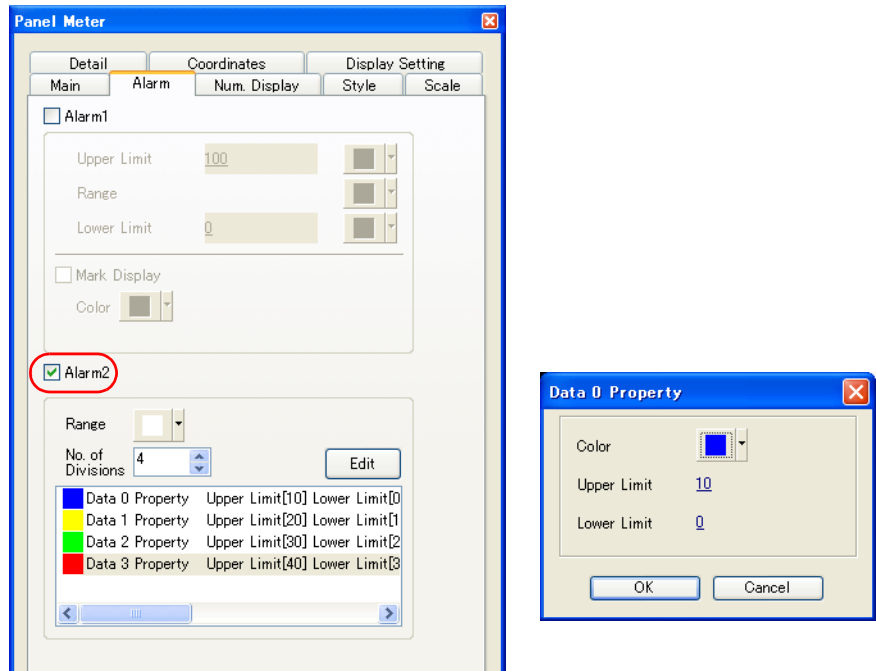 Panel Meter
Detail Coordinates Display Setting
Main Alarm Num. Display Style Scale
Alarm1
Upper Limit 100
Range
Lower Limit 0
Mark Display
Color
Alarm2
Range
No. of
Divisions 4 Edit
Data 0 Property Upper Limit[10] Lower Limit[0
Data 1 Property Upper Limit[20] Lower Limit[1
Data 2 Property Upper Limit[30] Lower Limit[2
Data 3 Property Upper Limit[40] Lower Limit[3
Data 0 Property
Color
Upper Limit 10
Lower Limit 0
OK Cancel